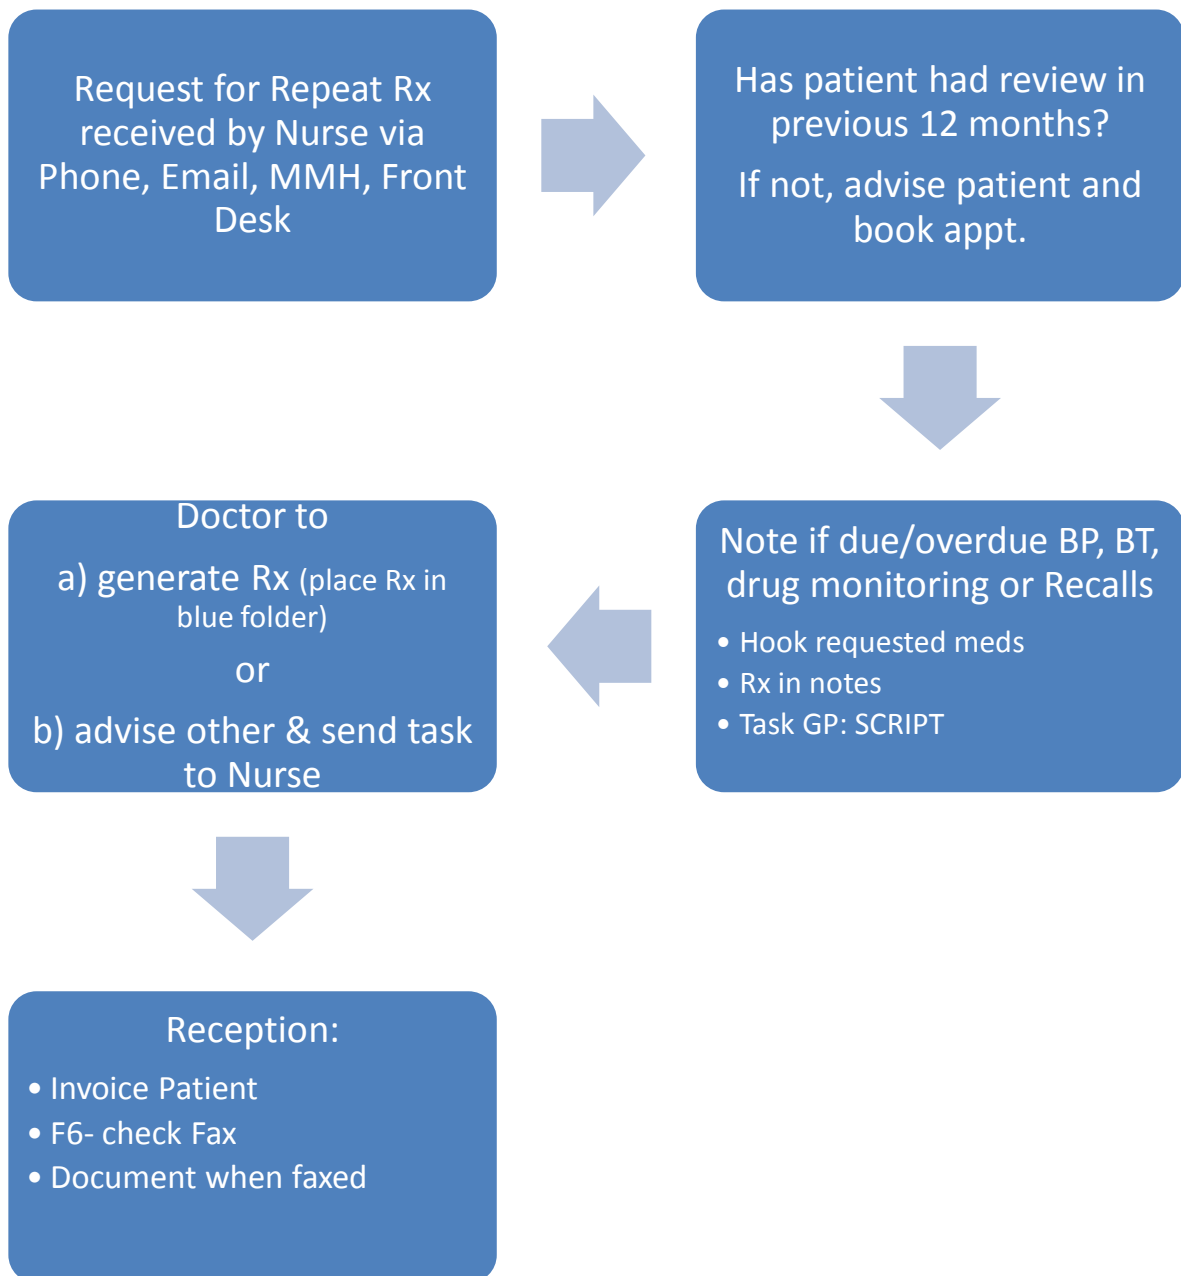 Request for Repeat Rx
received by Nurse via
Phone, Email, MMH, Front
Desk
Has patient had review in
previous 12 months?
If not, advise patient and
book appt.
Note if due/overdue BP, BT,
drug monitoring or Recalls
• Hook requested meds
• Rx in notes
• Task GP: SCRIPT
Doctor to
a) generate Rx (place Rx in
blue folder)
or
b) advise other & send task
to Nurse
Reception:
• Invoice Patient
• F6- check Fax
• Document when faxed